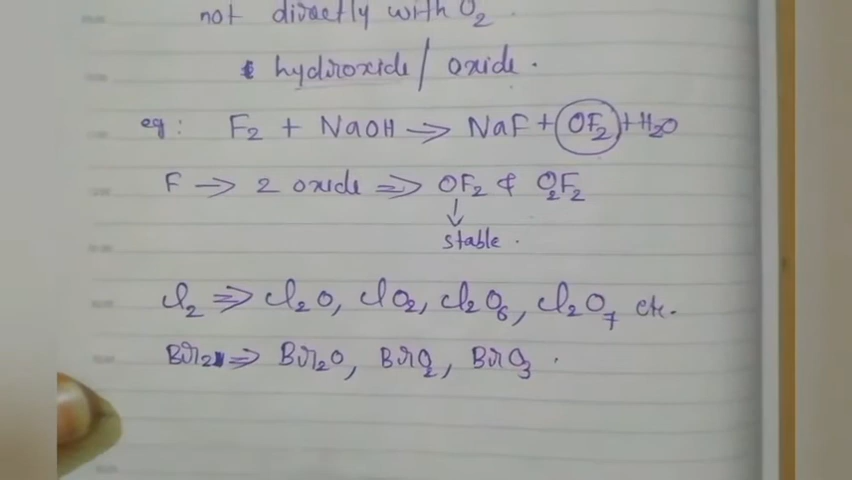 not directly with O₂.
hydroxide / oxide.
eg: F₂ + NaOH ⟶ NaF + OF₂ + H₂O
F → 2 oxide ⇒ OF₂ & O₂F₂
↓
stable.
Cl₂ ⇒ Cl₂O, ClO₂, Cl₂O₆, Cl₂O₇ etc.
Br₂ ⇒ Br₂O, BrO₂, BrO₃.